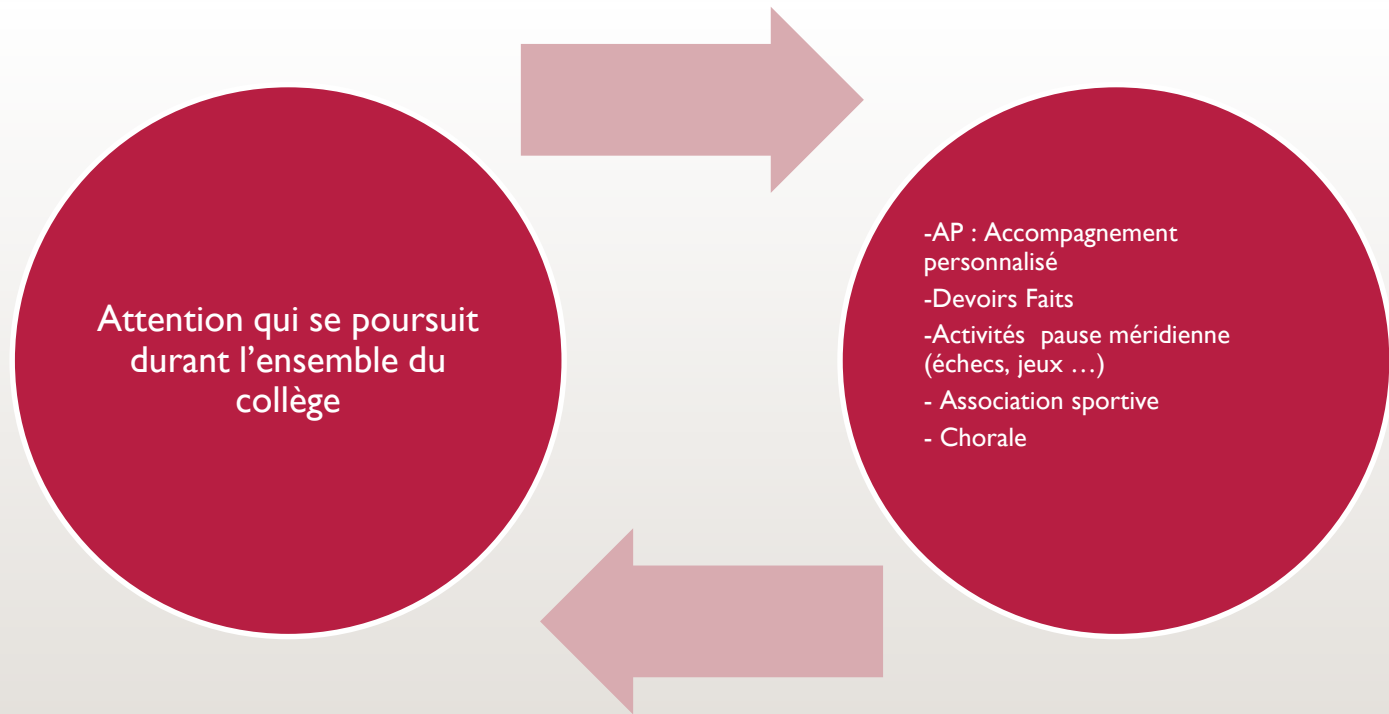 Attention qui se poursuit
durant l’ensemble du
collège
-AP : Accompagnement
personnalisé
-Devoirs Faits
-Activités  pause méridienne
(échecs, jeux …)
- Association sportive
- Chorale